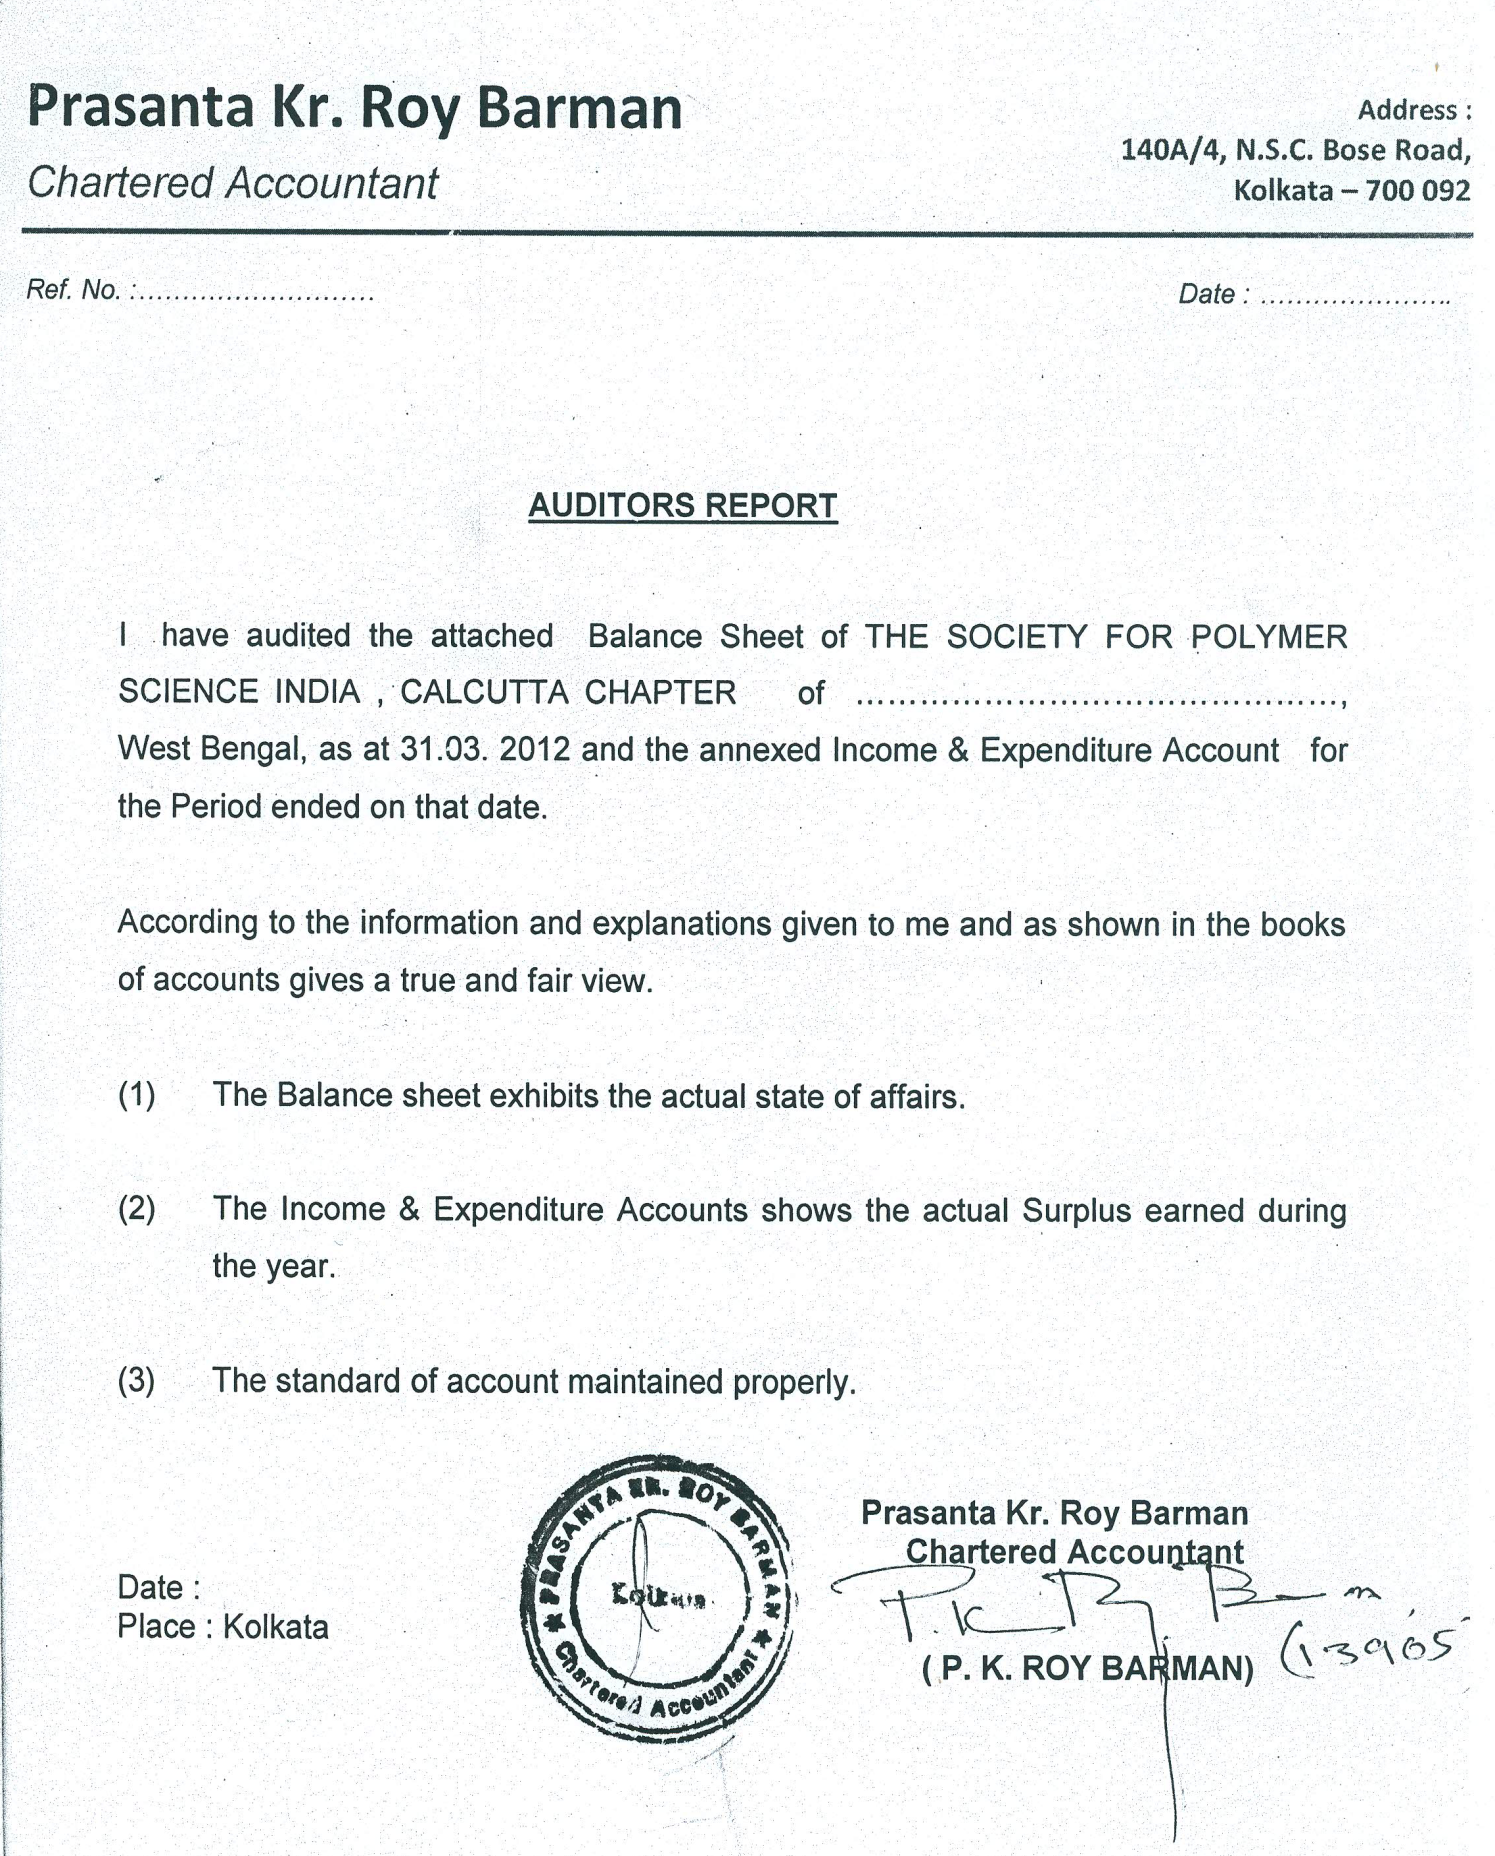 Prasanta Kr. Roy Barman
Chartered Accountant
Address :
140A/4, N.S.C. Bose Road,
Kolkata – 700 092
Ref. No. :...........................
Date : ......................
AUDITORS REPORT
I have audited the attached Balance Sheet of THE SOCIETY FOR POLYMER
SCIENCE INDIA , CALCUTTA CHAPTER of ..............................................,
West Bengal, as at 31.03. 2012 and the annexed Income & Expenditure Account for
the Period ended on that date.
According to the information and explanations given to me and as shown in the books
of accounts gives a true and fair view.
(1) The Balance sheet exhibits the actual state of affairs.
(2) The Income & Expenditure Accounts shows the actual Surplus earned during
the year.
(3) The standard of account maintained properly.
PRASANTA KR. ROY BARMAN
Kolkata
Chartered Accountant
Prasanta Kr. Roy Barman
Chartered Accountant
P. K. Roy Barman
(13905
( P. K. ROY BARMAN)
Date :
Place : Kolkata